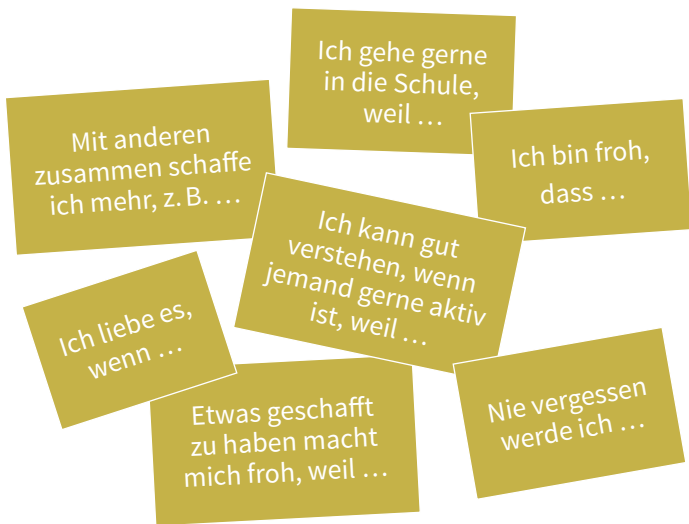 Ich gehe gerne
in die Schule,
weil …
Mit anderen
zusammen schaffe
ich mehr, z. B. …
Ich bin froh,
dass …
Ich kann gut
verstehen, wenn
jemand gerne aktiv
ist, weil …
Ich liebe es,
wenn …
Etwas geschafft
zu haben macht
mich froh, weil …
Nie vergessen
werde ich …